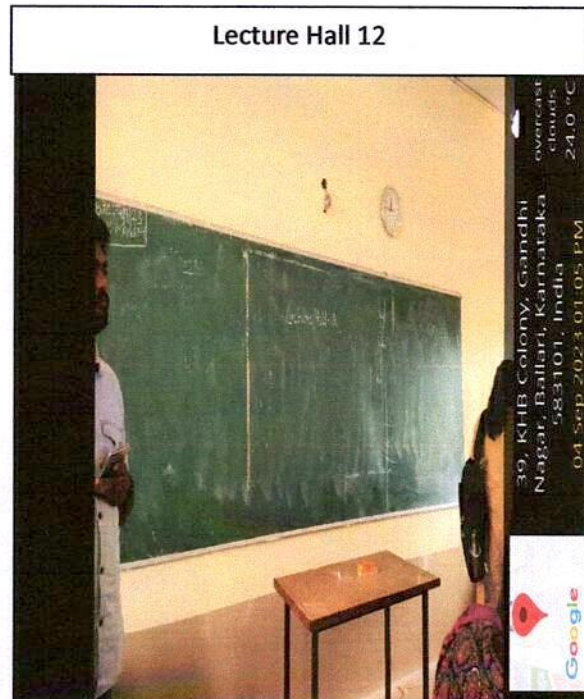 Lecture Hall 12
39, KHB Colony, Gandhi
Nagar, Ballari, Karnataka
583101, India
04 Sep 2023 01:05 PM
overcast
clouds
24.0 °C
Google